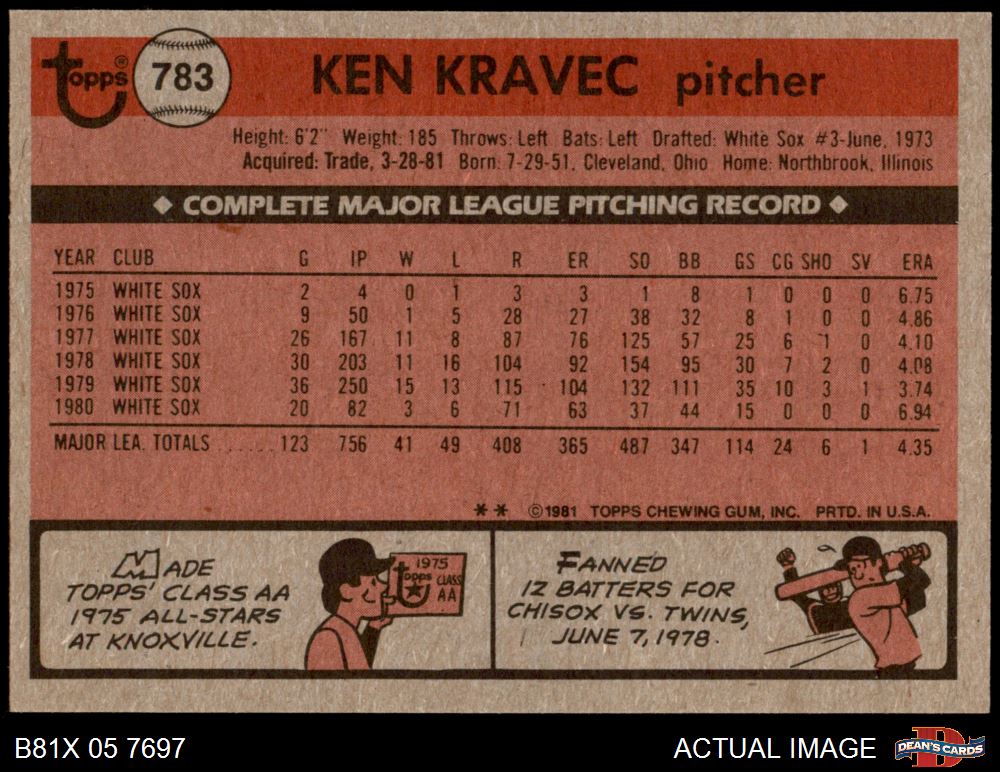 topps® 783 KEN KRAVEC pitcher
Height: 6'2" Weight: 185 Throws: Left Bats: Left Drafted: White Sox #3-June, 1973
Acquired: Trade, 3-28-81 Born: 7-29-51, Cleveland, Ohio Home: Northbrook, Illinois
◆ COMPLETE MAJOR LEAGUE PITCHING RECORD ◆
YEAR CLUB G IP W L R ER SO BB GS CG SHO SV ERA
1975 WHITE SOX 2 4 0 1 3 3 1 8 1 0 0 0 6.75
1976 WHITE SOX 9 50 1 5 28 27 38 32 8 1 0 0 4.86
1977 WHITE SOX 26 167 11 8 87 76 125 57 25 6 1 0 4.10
1978 WHITE SOX 30 203 11 16 104 92 154 95 30 7 2 0 4.08
1979 WHITE SOX 36 250 15 13 115 104 132 111 35 10 3 1 3.74
1980 WHITE SOX 20 82 3 6 71 63 37 44 15 0 0 0 6.94
MAJOR LEA. TOTALS ...... 123 756 41 49 408 365 487 347 114 24 6 1 4.35
** ©1981 TOPPS CHEWING GUM, INC. PRTD. IN U.S.A.
MADE
TOPPS' CLASS AA
1975 ALL-STARS
AT KNOXVILLE.
1975
topps CLASS
AA
FANNED
12 BATTERS FOR
CHISOX VS. TWINS,
JUNE 7, 1978.
B81X 05 7697 ACTUAL IMAGE DEAN'S CARDS